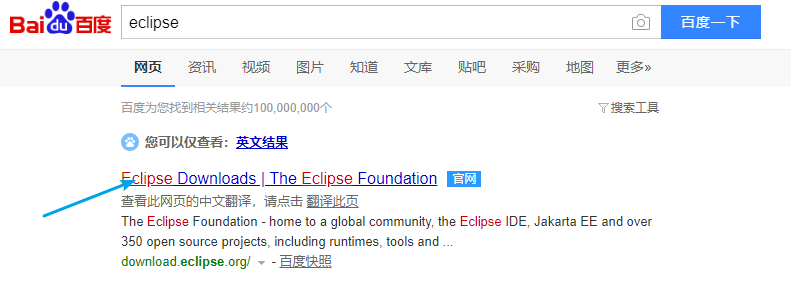 Bai du 百度 eclipse 百度一下
网页 资讯 视频 图片 知道 文库 贴吧 采购 地图 更多»
百度为您找到相关结果约100,000,000个 搜索工具
您可以仅查看：英文结果
Eclipse Downloads | The Eclipse Foundation 官网
查看此网页的中文翻译，请点击 翻译此页
The Eclipse Foundation - home to a global community, the Eclipse IDE, Jakarta EE and over
350 open source projects, including runtimes, tools and ...
download.eclipse.org/ - 百度快照